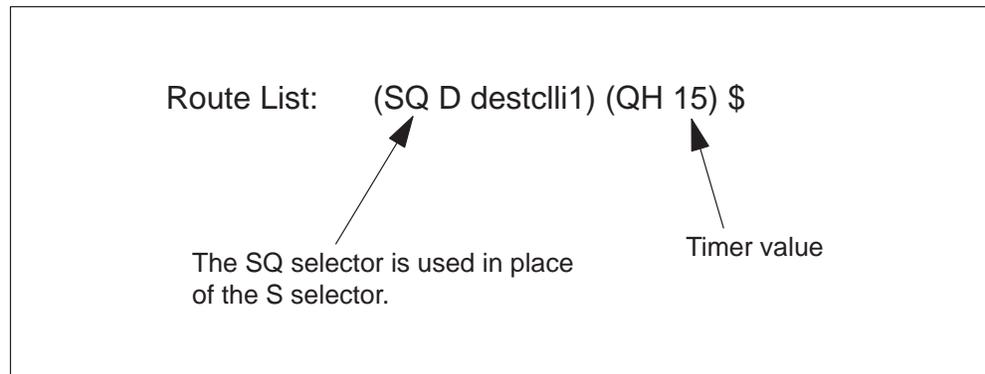 Route List: (SQ D destclli1) (QH 15) $
The SQ selector is used in place
of the S selector.
Timer value